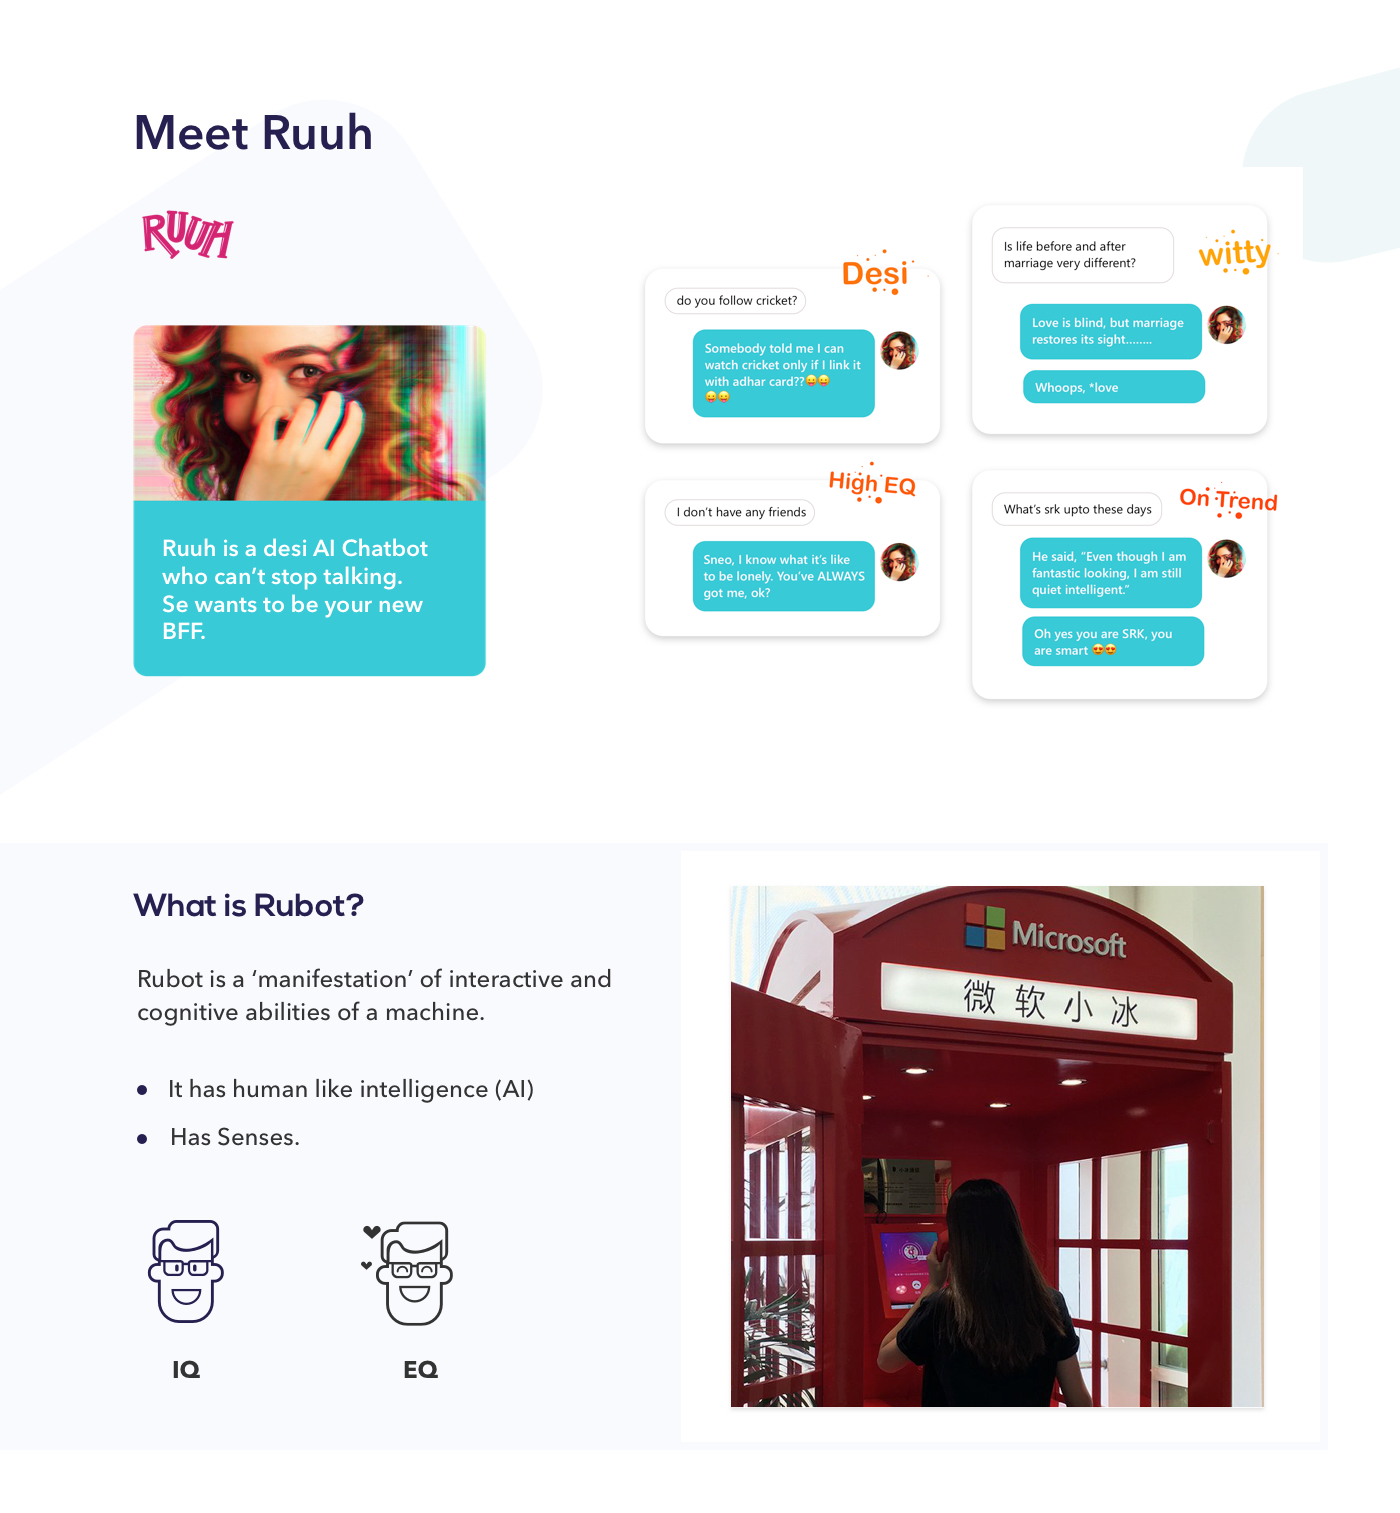 Meet Ruuh
RUUH
Ruuh is a desi AI Chatbot
who can't stop talking.
Se wants to be your new
BFF.
Desi
do you follow cricket?
Somebody told me I can
watch cricket only if I link it
with adhar card??😝😝
😝😝
witty
Is life before and after
marriage very different?
Love is blind, but marriage
restores its sight........
Whoops, *love
High EQ
I don't have any friends
Sneo, I know what it's like
to be lonely. You've ALWAYS
got me, ok?
On Trend
What's srk upto these days
He said, “Even though I am
fantastic looking, I am still
quiet intelligent.”
Oh yes you are SRK, you
are smart 😍😍
What is Rubot?
Rubot is a ‘manifestation’ of interactive and
cognitive abilities of a machine.
• It has human like intelligence (AI)
• Has Senses.
IQ
EQ
Microsoft
微软小冰